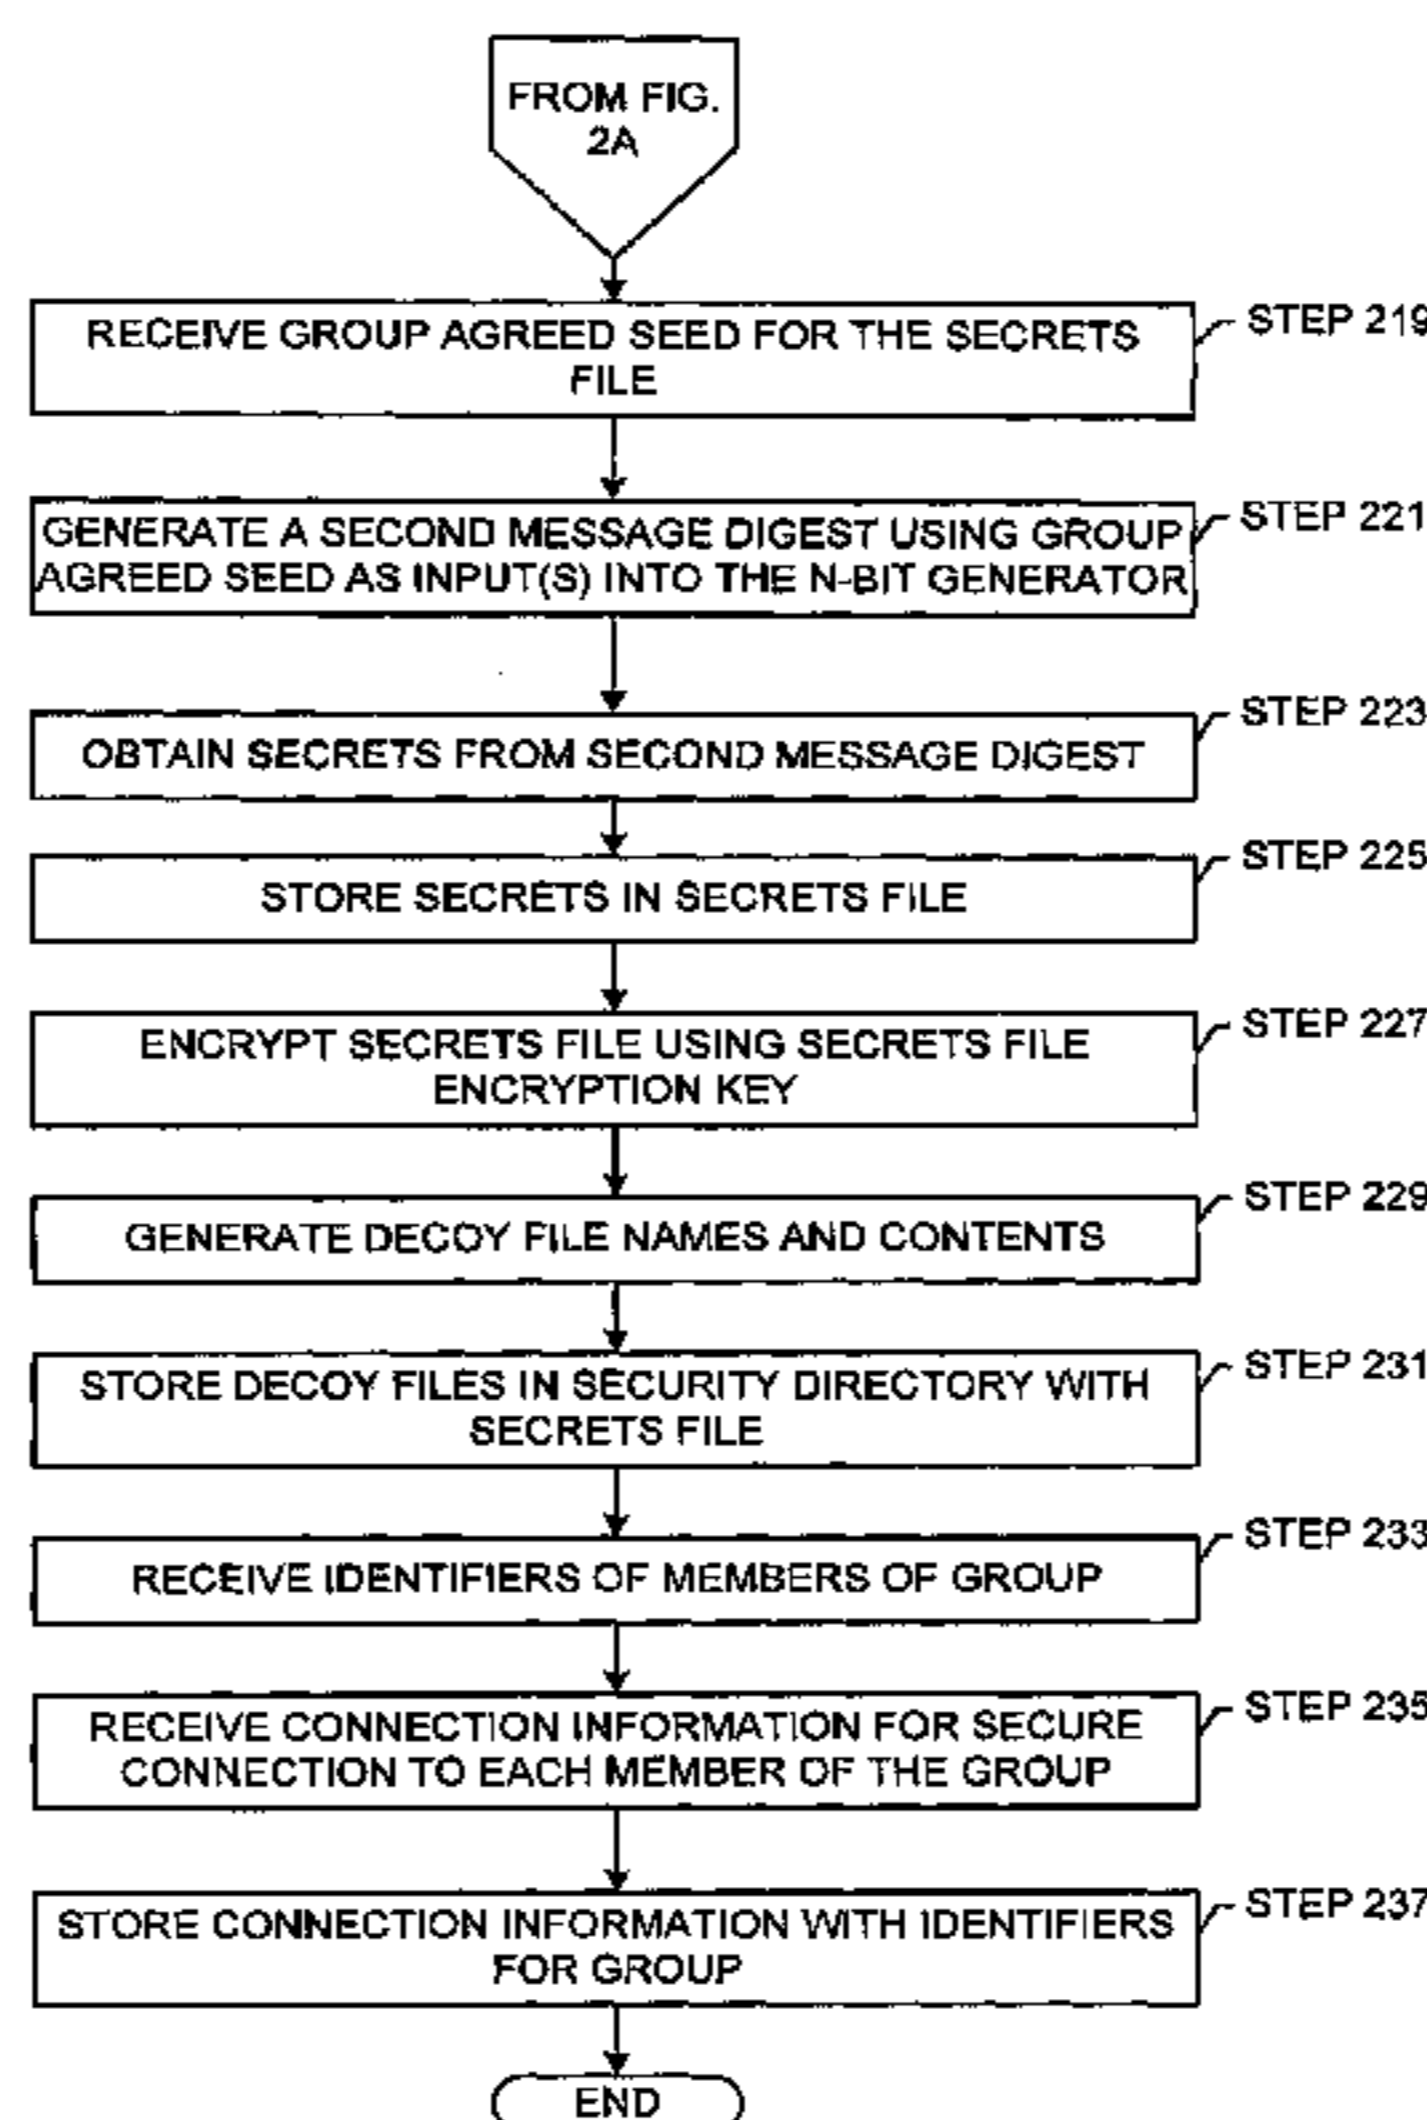 FROM FIG.
2A
RECEIVE GROUP AGREED SEED FOR THE SECRETS
FILE
STEP 219
GENERATE A SECOND MESSAGE DIGEST USING GROUP
AGREED SEED AS INPUT(S) INTO THE N-BIT GENERATOR
STEP 221
OBTAIN SECRETS FROM SECOND MESSAGE DIGEST
STEP 223
STORE SECRETS IN SECRETS FILE
STEP 225
ENCRYPT SECRETS FILE USING SECRETS FILE
ENCRYPTION KEY
STEP 227
GENERATE DECOY FILE NAMES AND CONTENTS
STEP 229
STORE DECOY FILES IN SECURITY DIRECTORY WITH
SECRETS FILE
STEP 231
RECEIVE IDENTIFIERS OF MEMBERS OF GROUP
STEP 233
RECEIVE CONNECTION INFORMATION FOR SECURE
CONNECTION TO EACH MEMBER OF THE GROUP
STEP 235
STORE CONNECTION INFORMATION WITH IDENTIFIERS
FOR GROUP
STEP 237
END